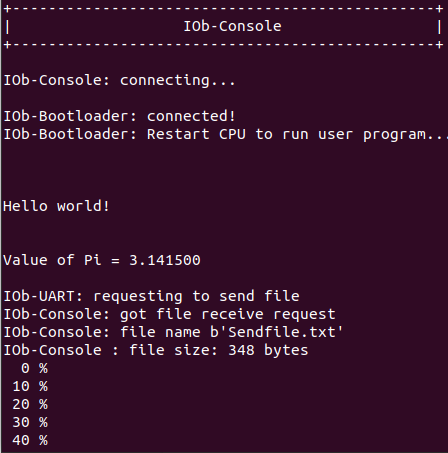 +-----------------------------------------------+
|                   IOb-Console                 |
+-----------------------------------------------+
IOb-Console: connecting...
IOb-Bootloader: connected!
IOb-Bootloader: Restart CPU to run user program...
Hello world!
Value of Pi = 3.141500
IOb-UART: requesting to send file
IOb-Console: got file receive request
IOb-Console: file name b'Sendfile.txt'
IOb-Console : file size: 348 bytes
  0 %
 10 %
 20 %
 30 %
 40 %